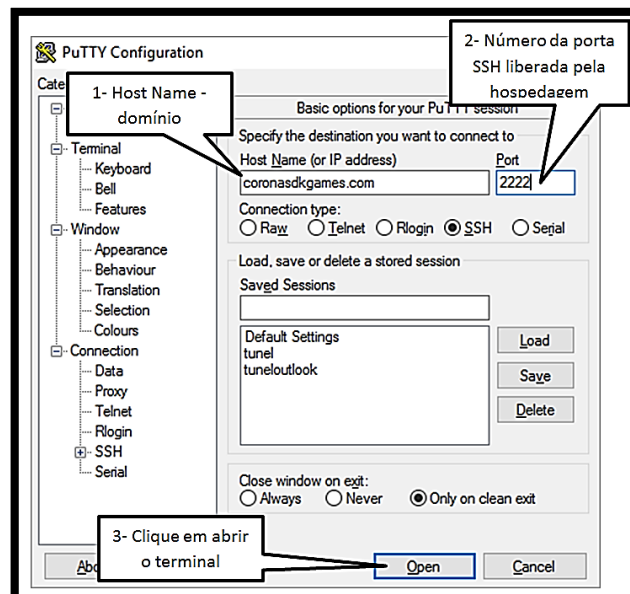 PuTTY Configuration
2- Número da porta
SSH liberada pela
hospedagem
1- Host Name -
domínio
Cate
Basic options for your PuTTY session
Terminal
Keyboard
Bell
Features
Window
Appearance
Behaviour
Translation
Selection
Colours
Connection
Data
Proxy
Telnet
Rlogin
SSH
Serial
Specify the destination you want to connect to
Host Name (or IP address) Port
coronasdkgames.com 2222
Connection type:
Raw Telnet Rlogin SSH Serial
Load, save or delete a stored session
Saved Sessions
Default Settings
tunel
tuneloutlook
Load
Save
Delete
Close window on exit:
Always Never Only on clean exit
3- Clique em abrir
o terminal
Abo
Open Cancel